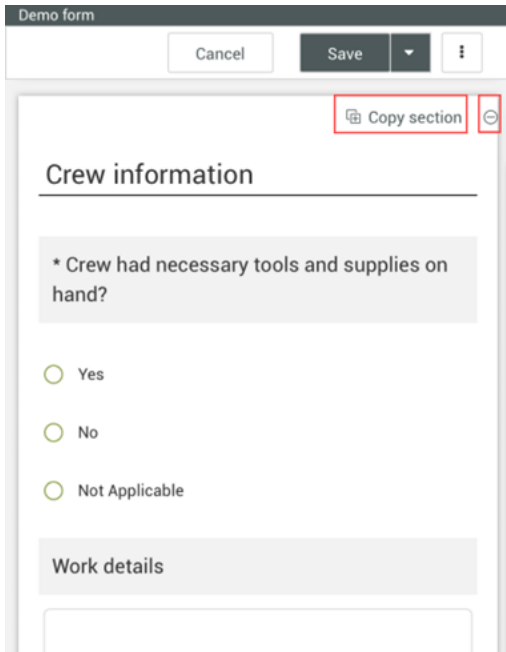 Demo form
Cancel
Save
Copy section
Crew information
* Crew had necessary tools and supplies on
hand?
Yes
No
Not Applicable
Work details